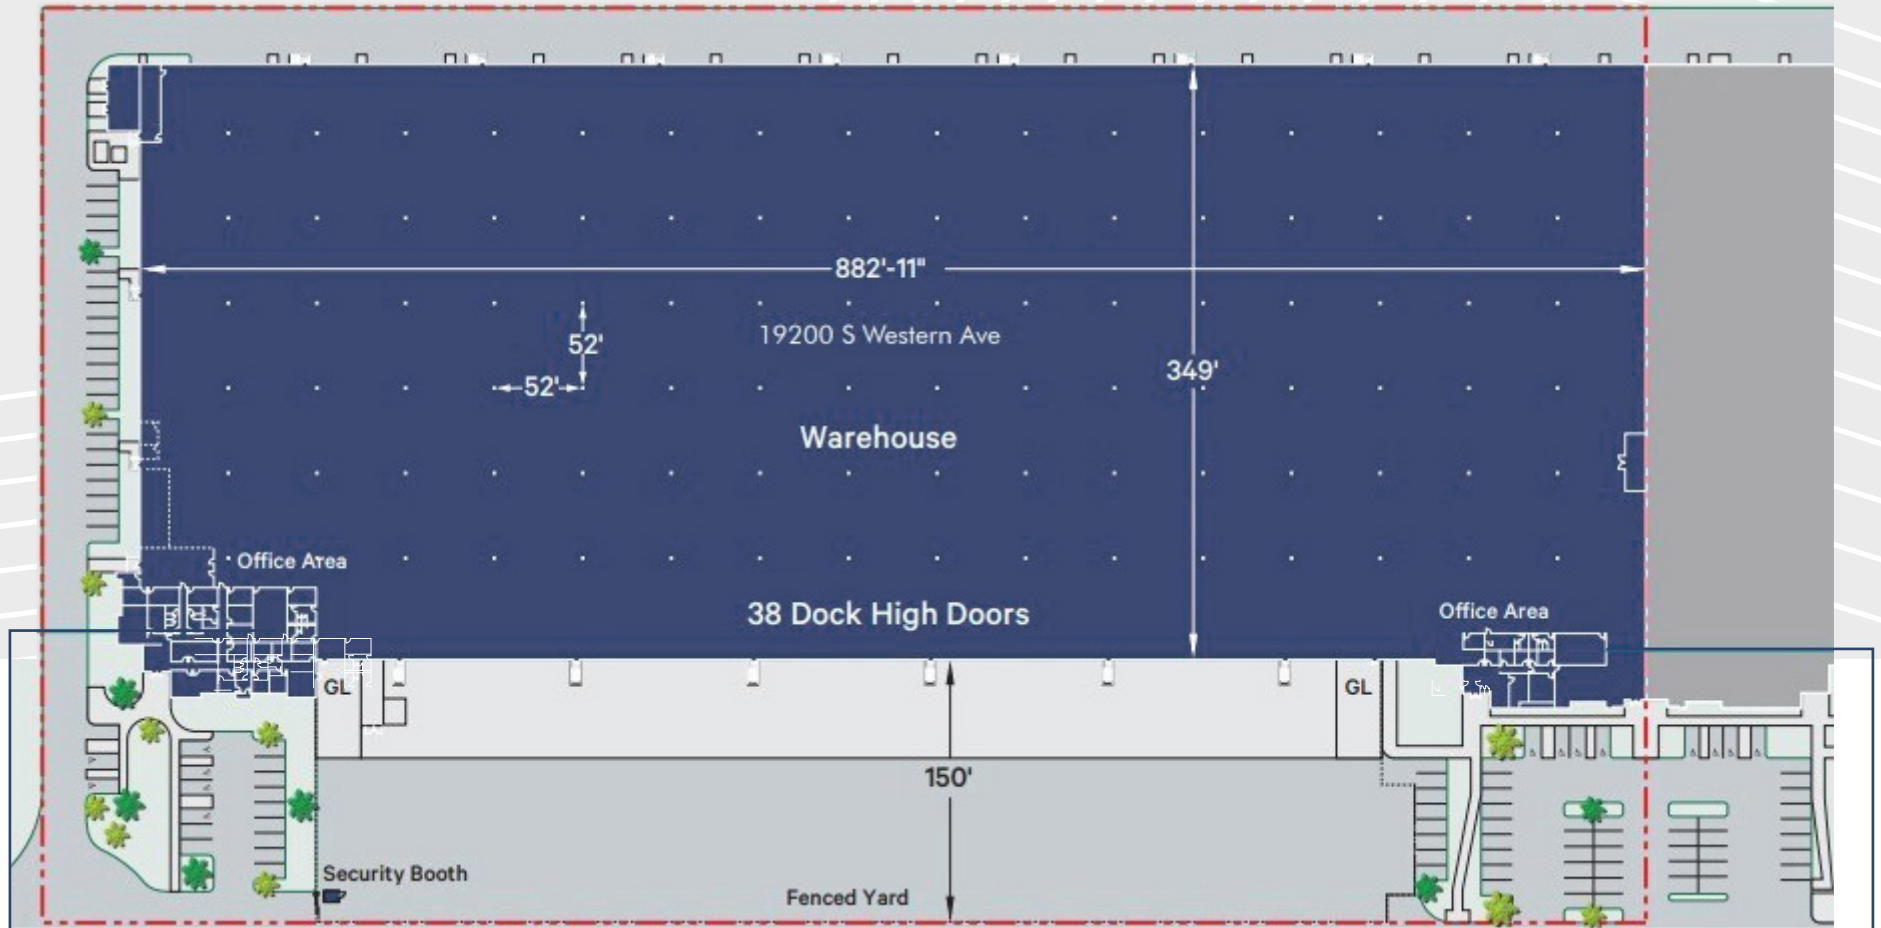 882'-11"
19200 S Western Ave
52'
52'
349'
Warehouse
Office Area
38 Dock High Doors
Office Area
GL
GL
150'
Security Booth
Fenced Yard